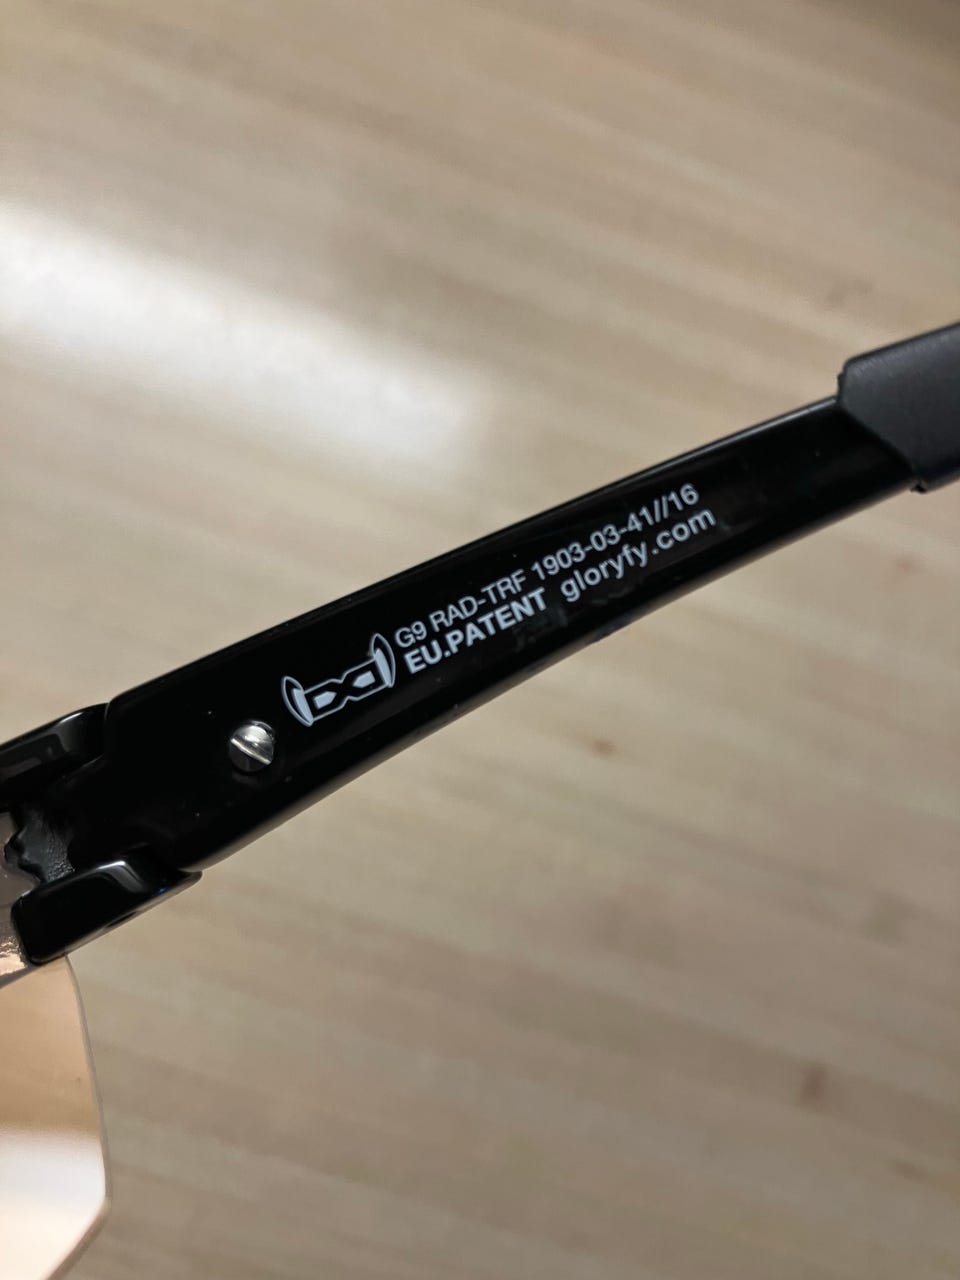 G9 RAD-TRF 1903-03-41//16
EU.PATENT gloryfy.com